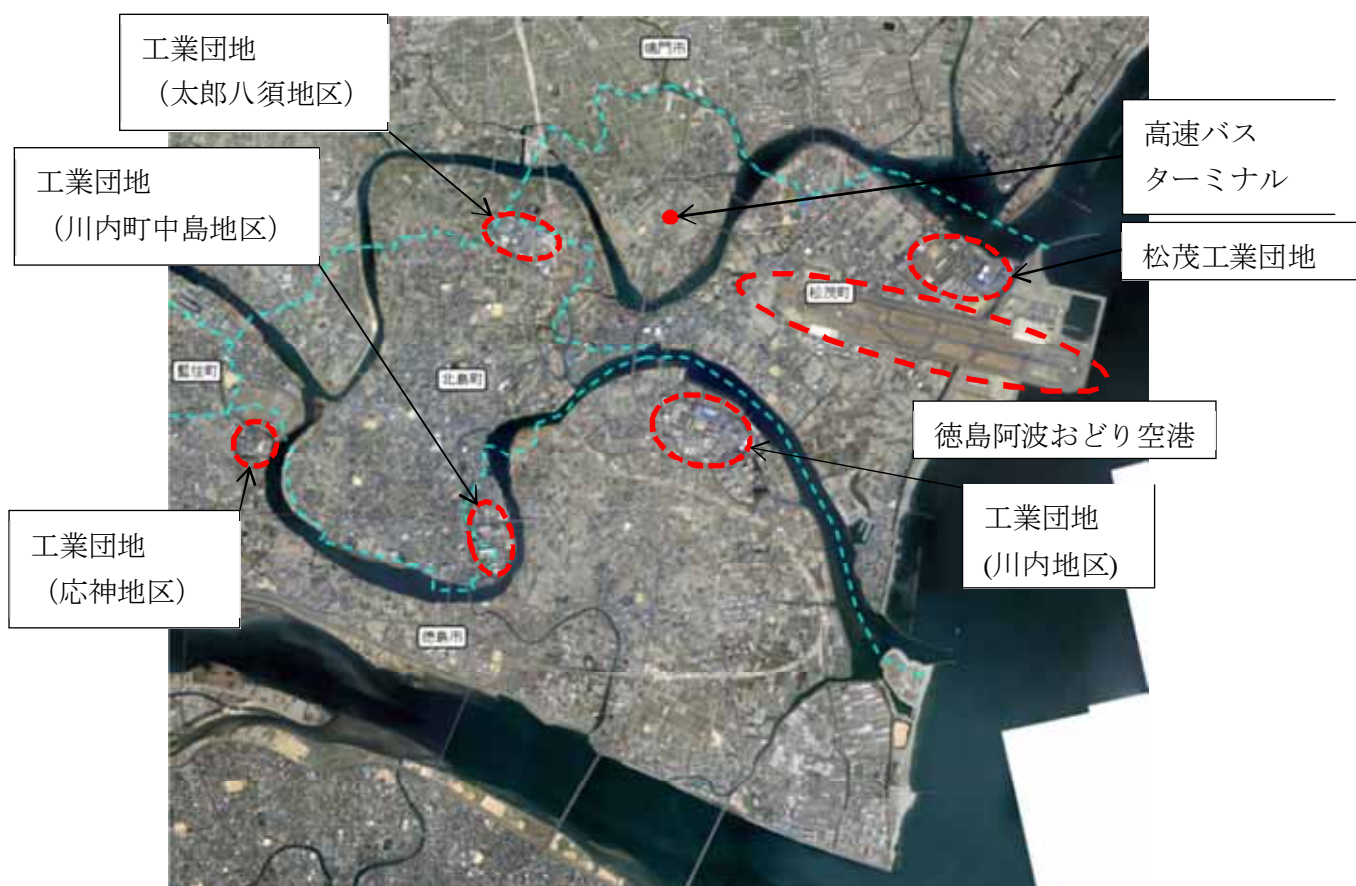 工業団地
（太郎八須地区）
鳴門市
高速バス
ターミナル
工業団地
（川内町中島地区）
松茂工業団地
松茂町
藍住町
北島町
徳島阿波おどり空港
工業団地
(川内地区)
工業団地
（応神地区）
徳島市